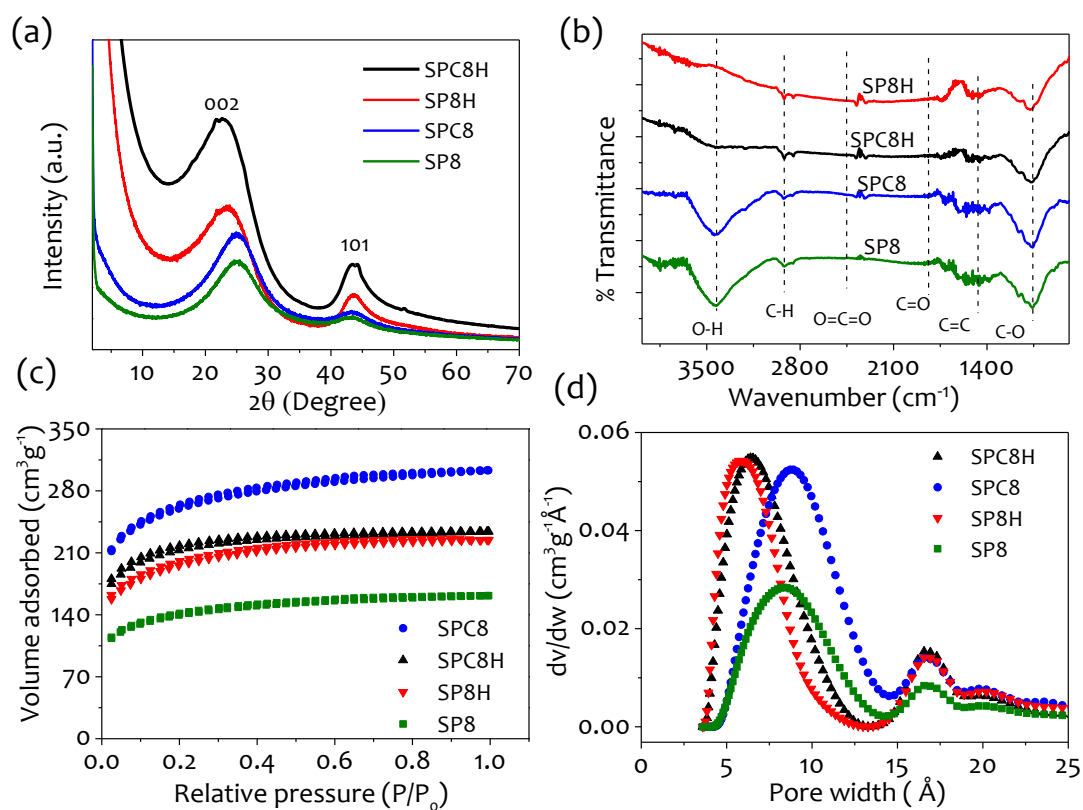 (a)
002
101
SPC8H
SP8H
SPC8
SP8
Intensity (a.u.)
10 20 30 40 50 60 70
2θ (Degree)
(b)
SP8H
SPC8H
SPC8
SP8
O-H
C-H
O=C=O
C=O
C=C
C-O
% Transmittance
3500 2800 2100 1400
Wavenumber (cm⁻¹)
(c)
350
280
210
140
70
0
Volume adsorbed (cm³g⁻¹)
SPC8
SPC8H
SP8H
SP8
0.0 0.2 0.4 0.6 0.8 1.0
Relative pressure (P/P₀)
(d)
0.06
0.04
0.02
0.00
dv/dw (cm³g⁻¹Å⁻¹)
SPC8H
SPC8
SP8H
SP8
0 5 10 15 20 25
Pore width ( Å)